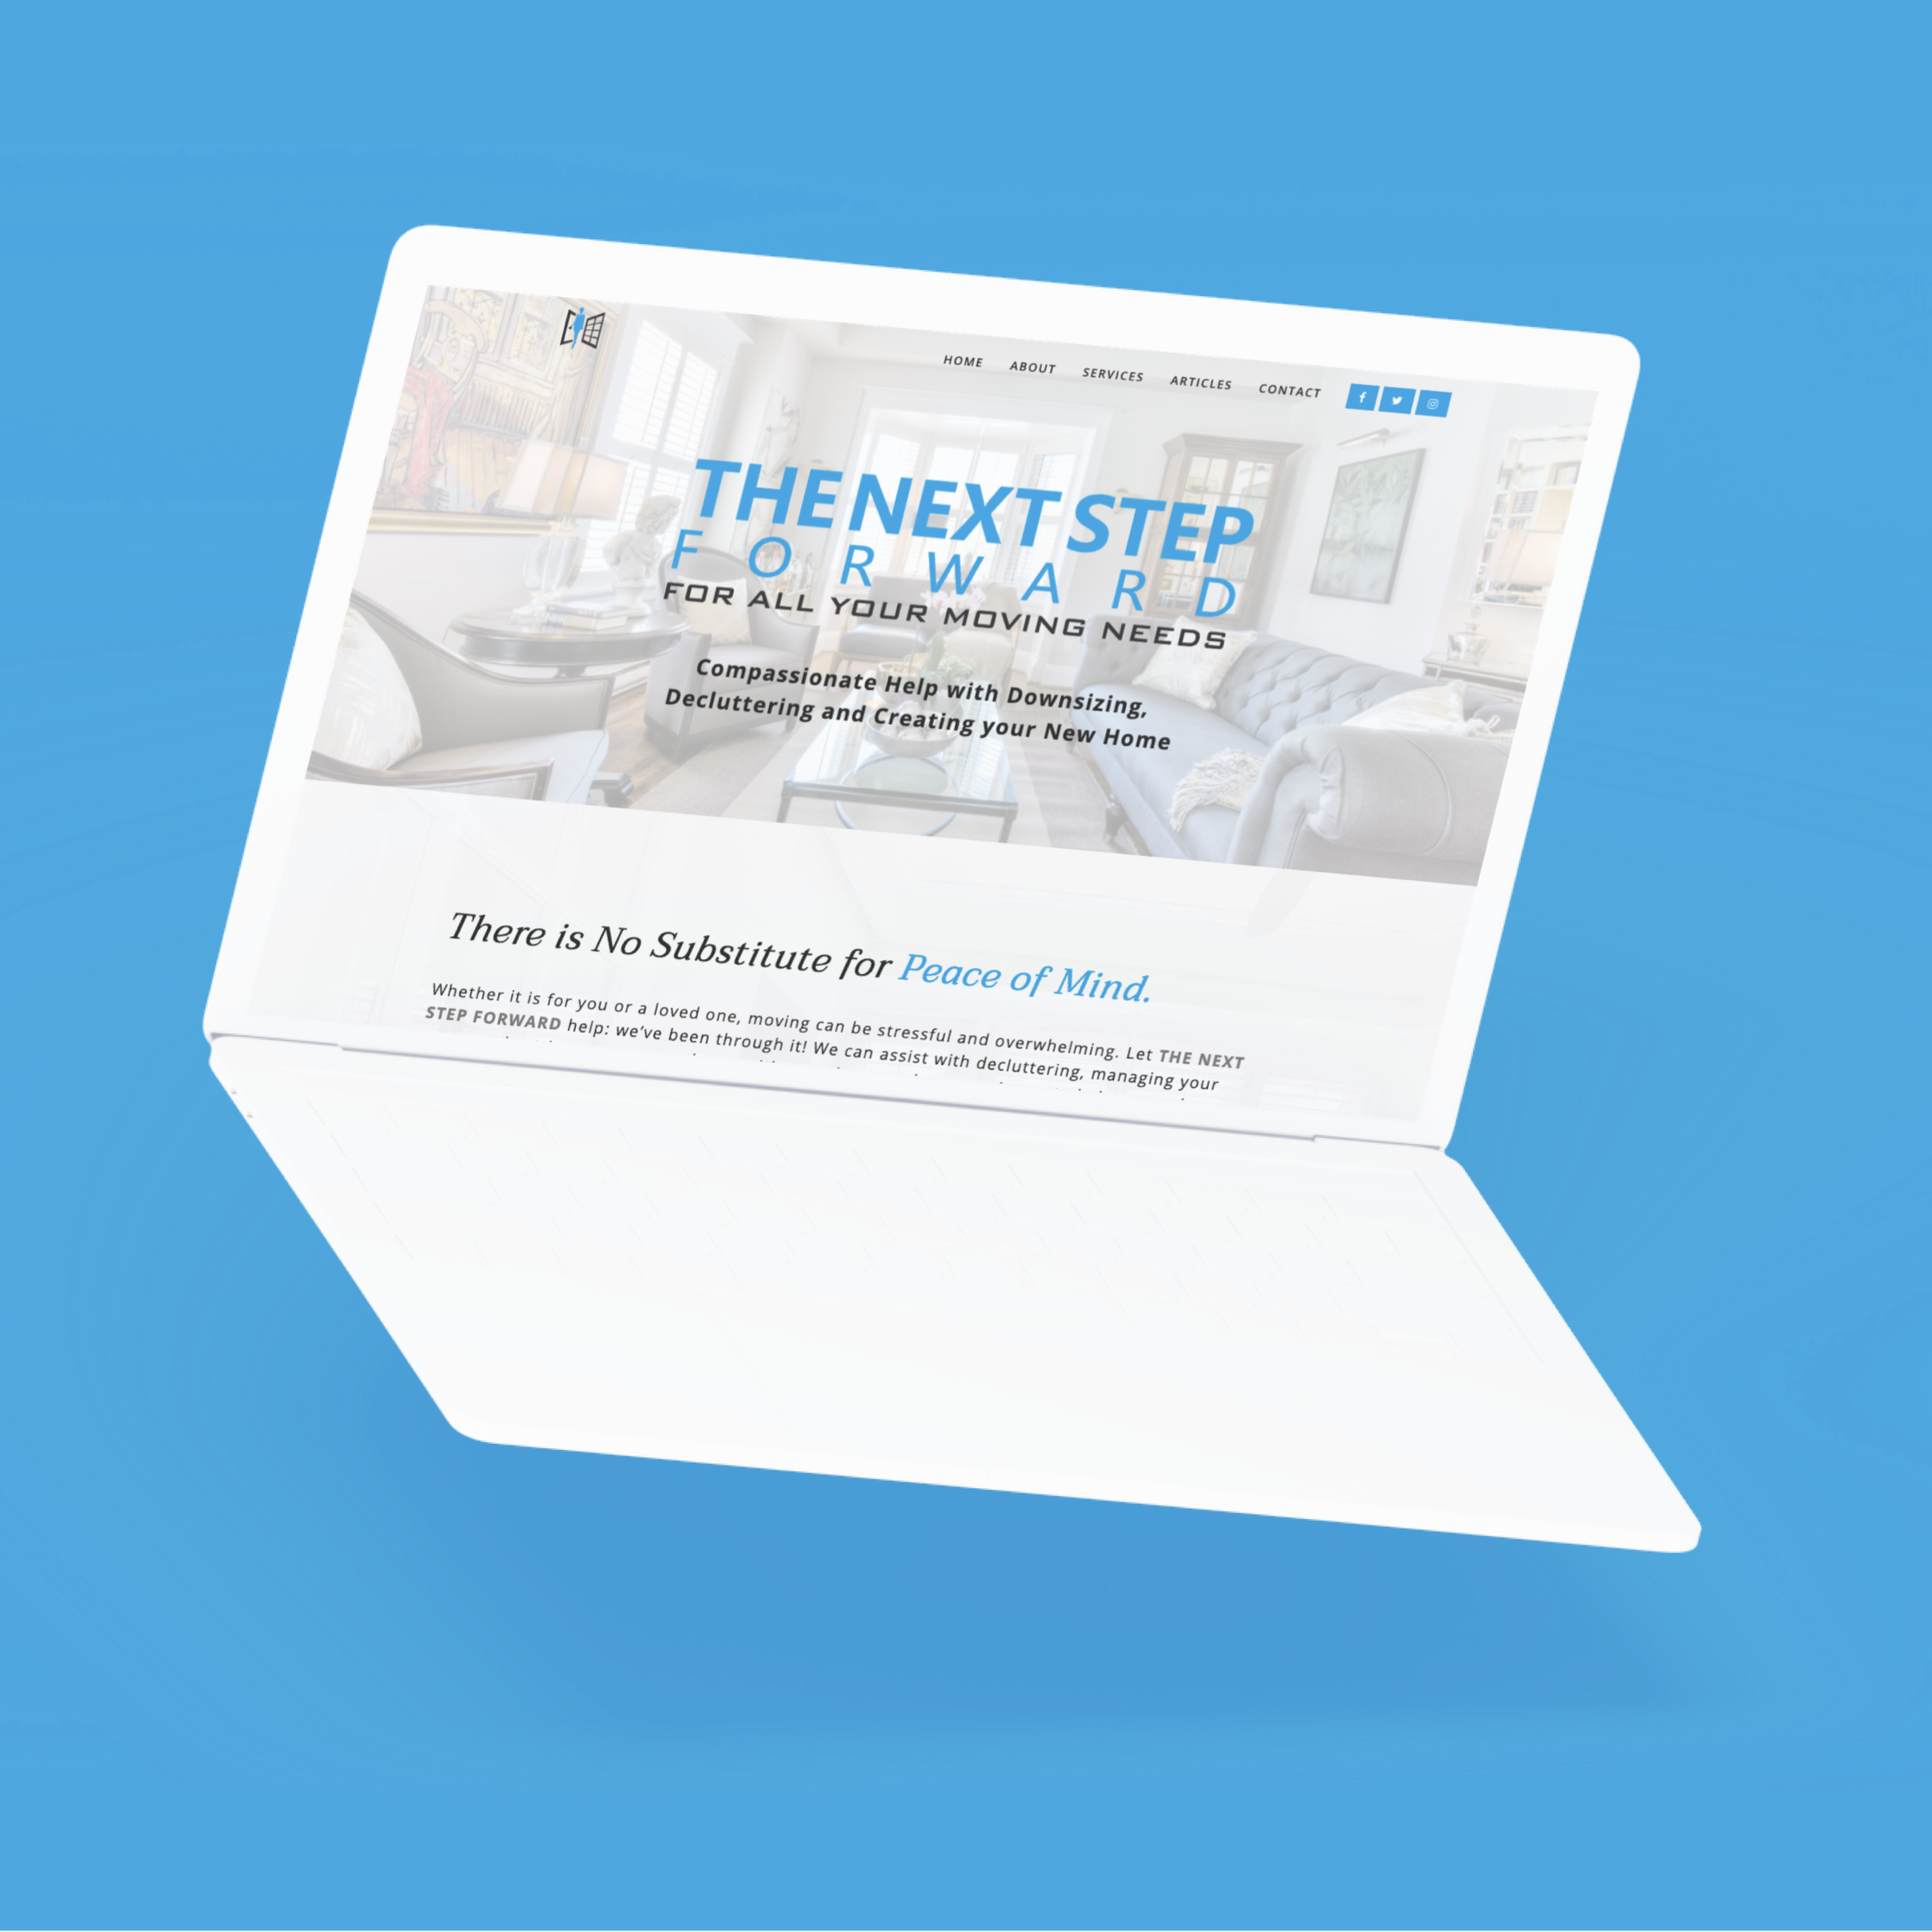 HOME ABOUT SERVICES ARTICLES CONTACT
THE NEXT STEP
FORWARD
FOR ALL YOUR MOVING NEEDS
Compassionate Help with Downsizing,
Decluttering and Creating your New Home
There is No Substitute for Peace of Mind.
Whether it is for you or a loved one, moving can be stressful and overwhelming. Let THE NEXT
STEP FORWARD help: we’ve been through it! We can assist with decluttering, managing your